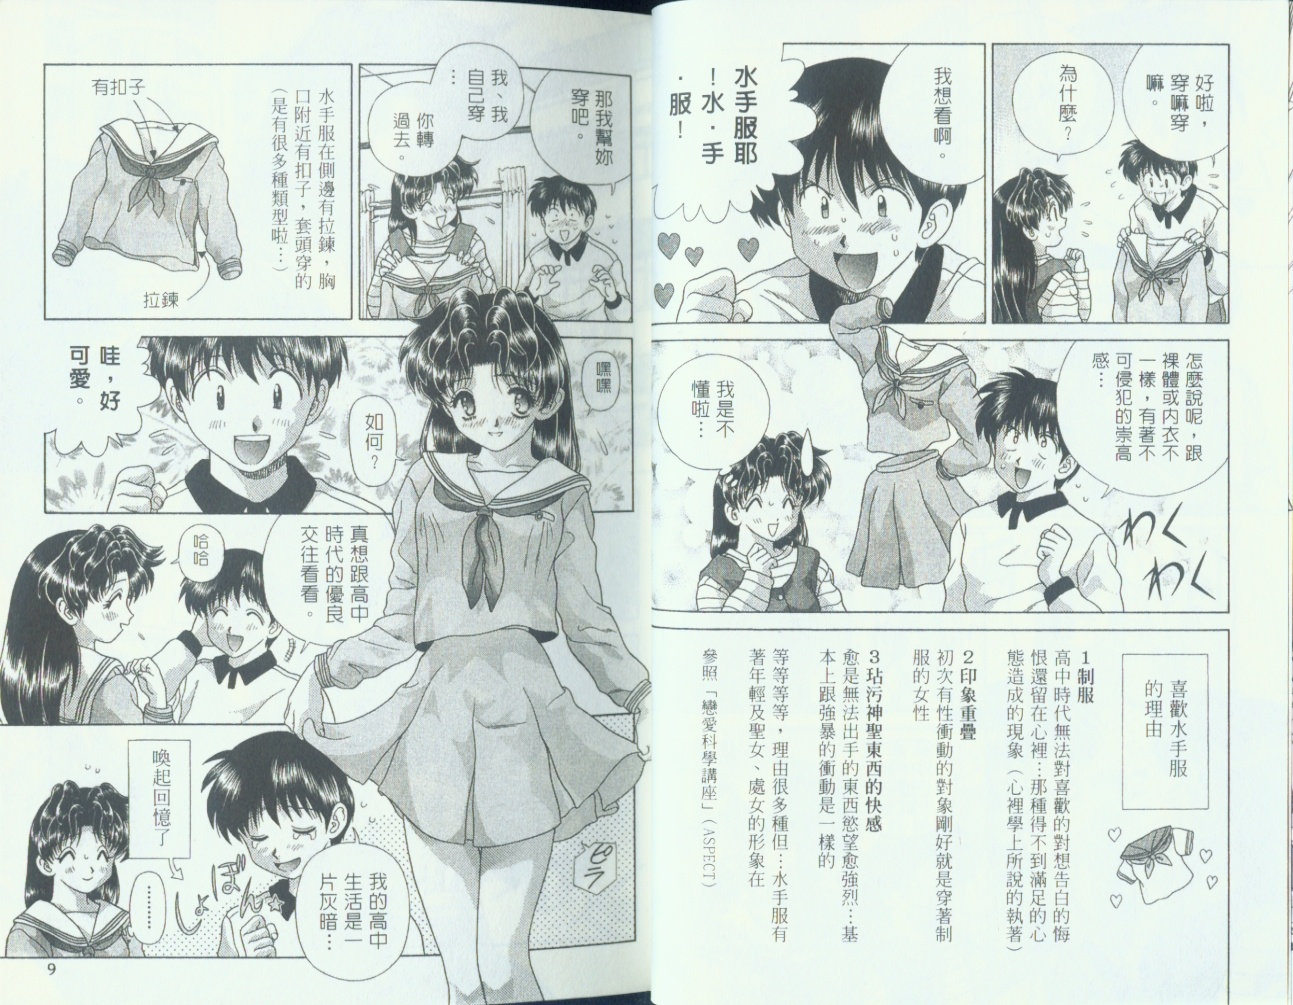 好啦，
穿嘛穿
嘛。
為什麼？
我想看啊。
水手服耶
！水．手
．服！
怎麼說呢，跟
裸體或內衣不
一樣，有著不
可侵犯的崇高
感…
我是不
懂啦…
わく
わく
喜歡水手服
的理由
1制服
高中時代無法對喜歡的對想告白的悔
恨還留在心裡…那種得不到滿足的心
態造成的現象（心裡學上所說的執著）
2印象重疊
初次有性衝動的對象剛好就是穿著制
服的女性
3玷污神聖東西的快感
愈是無法出手的東西慾望愈強烈…基
本上跟強暴的衝動是一樣的
等等等等，理由很多種但…水手服有
著年輕及聖女、處女的形象在
參照「戀愛科學講座」（ASPECT）
那我幫妳
穿吧。
我、我
自己穿
…
你轉
過去。
水手服在側邊有拉鍊，胸
口附近有扣子，套頭穿的
（是有很多種類型啦…）
有扣子
拉鍊
嘿嘿
如何？
哇，好
可愛。
真想跟高中
時代的優良
交往看看。
哈哈
ピラ
我的高中
生活是一
片灰暗…
しょぼーん
喚起回憶了
………
9